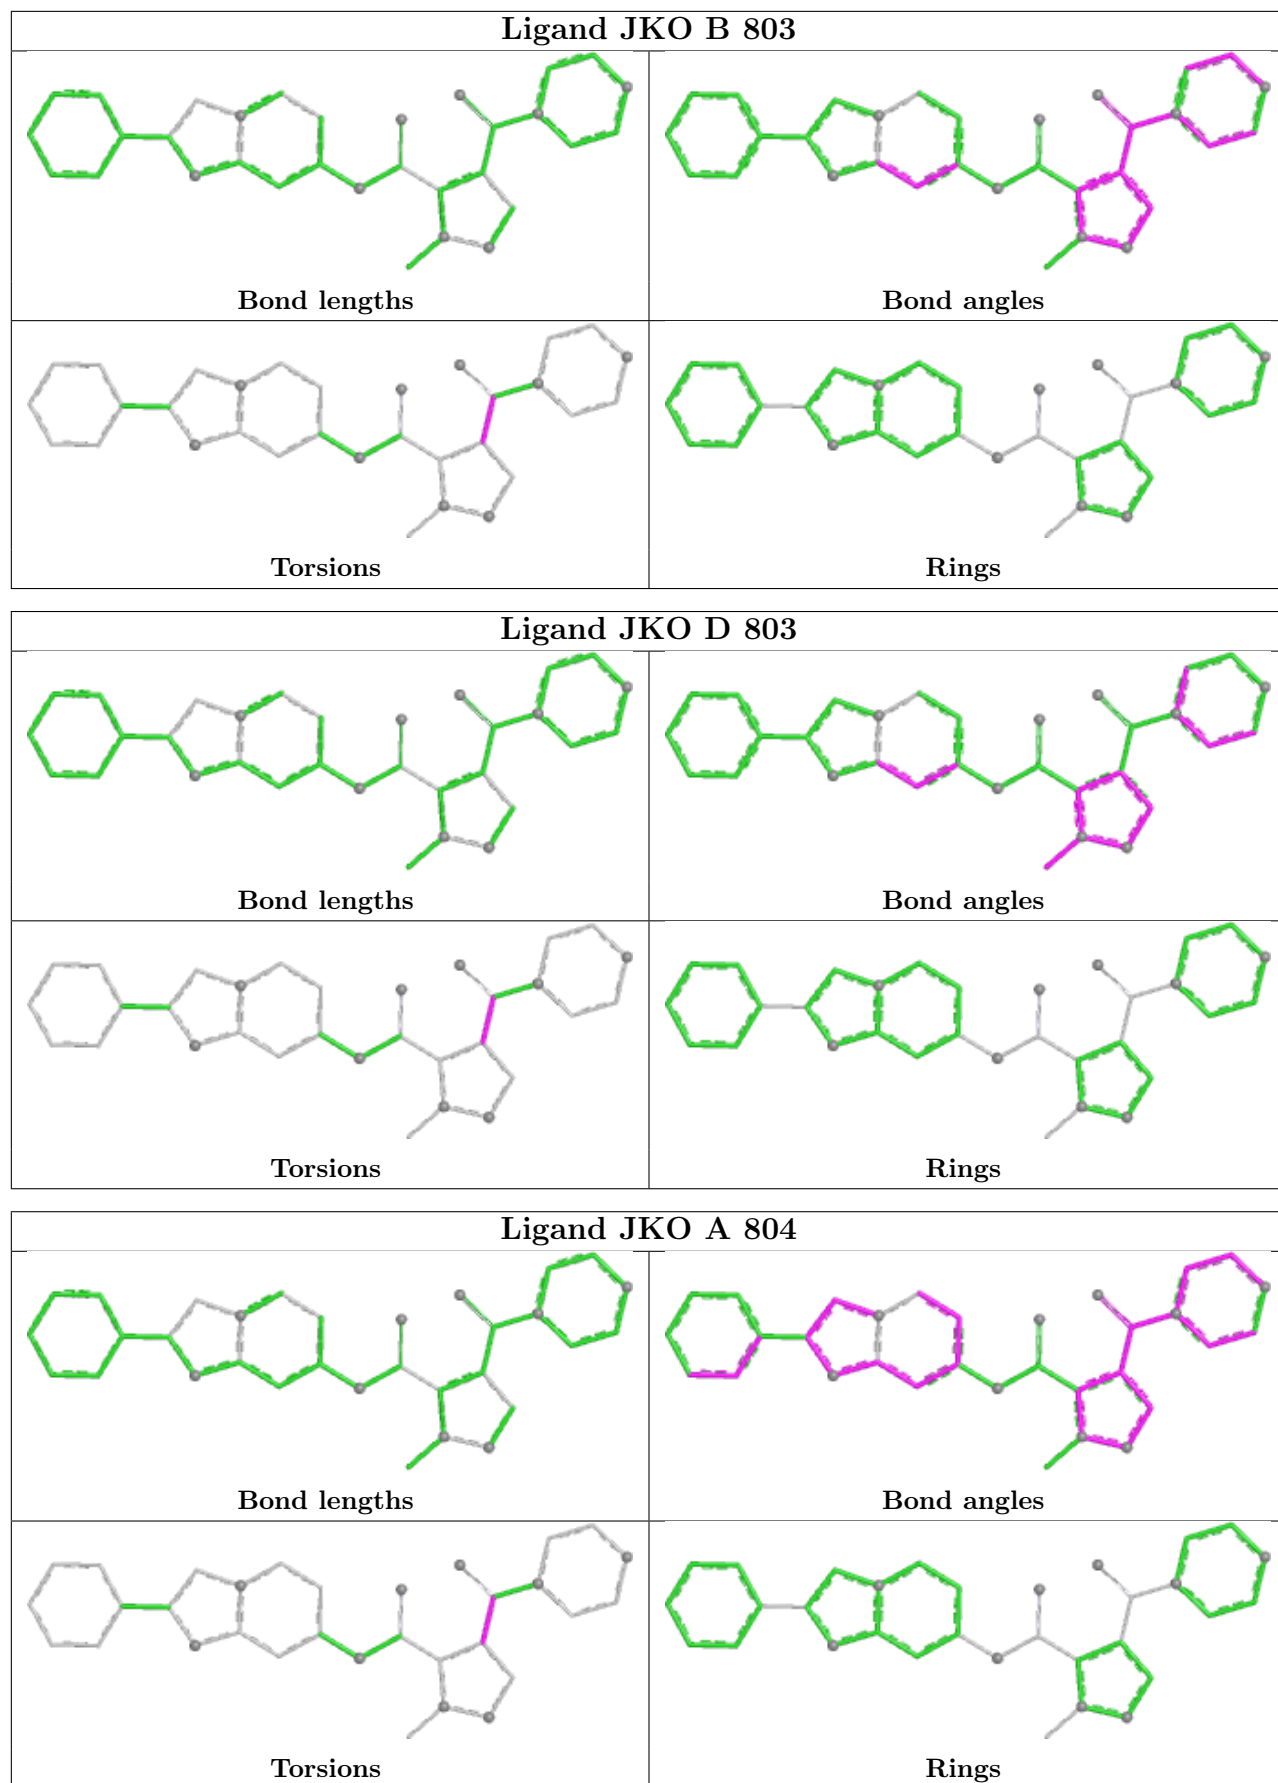 Ligand JKO B 803
Bond lengths
Bond angles
Torsions
Rings
Ligand JKO D 803
Bond lengths
Bond angles
Torsions
Rings
Ligand JKO A 804
Bond lengths
Bond angles
Torsions
Rings